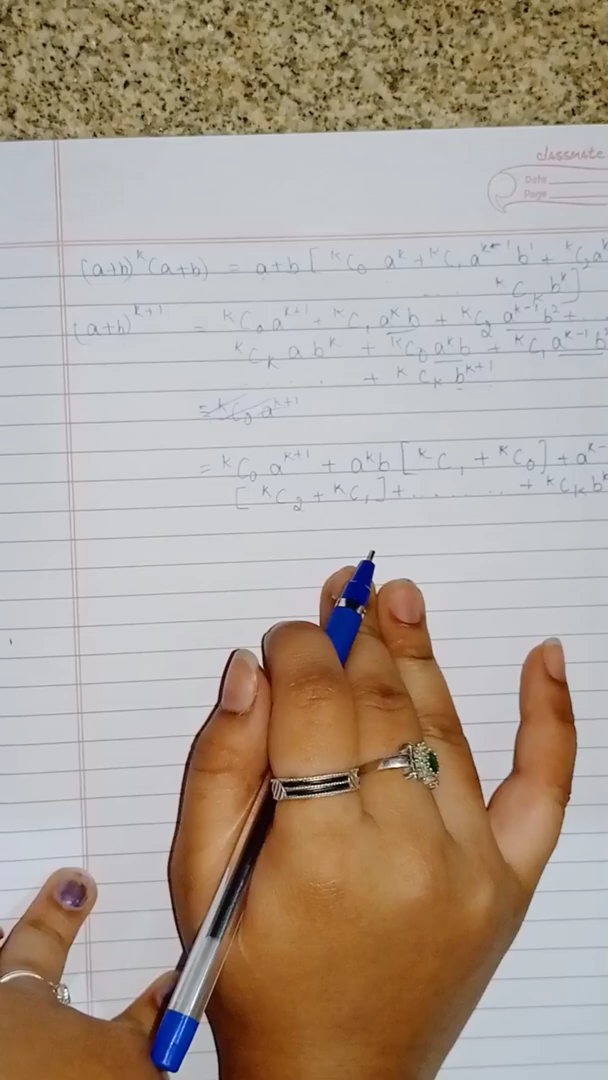 classmate
Date
Page
(a+b)^k (a+b) = a+b [ ^kC_0 a^k + ^kC_1 a^{k-1} b^1 + ^kC_2 a^k
^kC_k b^k ]
(a+b)^{k+1} = ^kC_0 a^{k+1} + ^kC_1 a^k b + ^kC_2 a^{k-1} b^2 + ..
^kC_k a b^k + ^kC_0 a^k b + ^kC_1 a^{k-1} b^2
. . + ^kC_k b^{k+1}
= ^kC_0 a^{k+1}
= ^kC_0 a^{k+1} + a^k b [ ^kC_1 + ^kC_0 ] + a^{k-
[ ^kC_2 + ^kC_1 ] + ......... + ^kC_k b^k